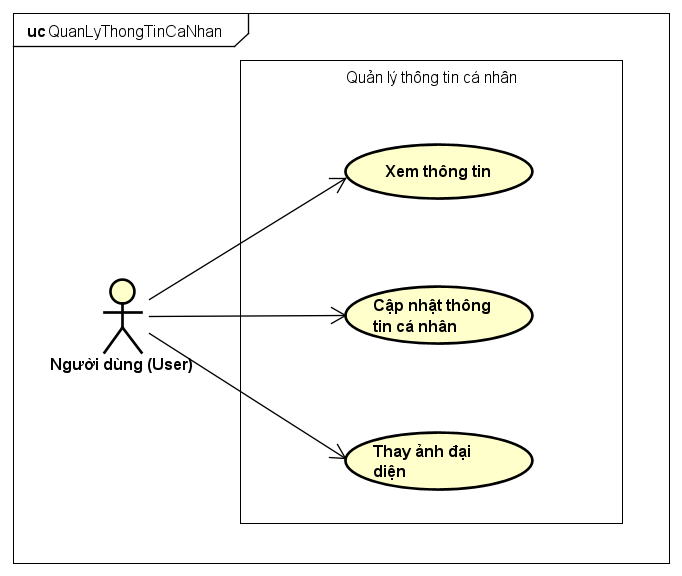 uc QuanLyThongTinCaNhan
Quản lý thông tin cá nhân
Xem thông tin
Cập nhật thông
tin cá nhân
Người dùng (User)
Thay ảnh đại
diện